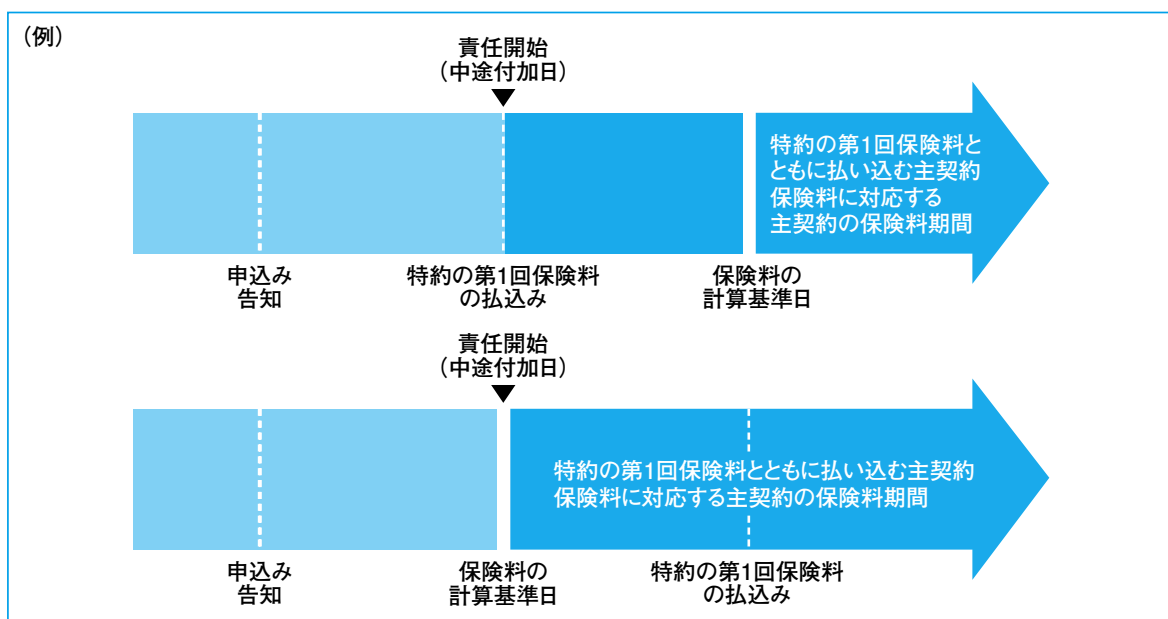 （例）
責任開始
（中途付加日）
特約の第1回保険料と
ともに払い込む主契約
保険料に対応する
主契約の保険料期間
申込み
告知
特約の第1回保険料
の払込み
保険料の
計算基準日
責任開始
（中途付加日）
特約の第1回保険料とともに払い込む主契約
保険料に対応する主契約の保険料期間
申込み
告知
保険料の
計算基準日
特約の第1回保険料
の払込み